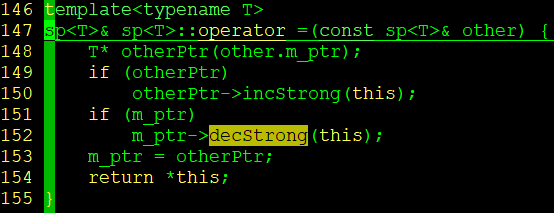 146 template<typename T>
147 sp<T>& sp<T>::operator =(const sp<T>& other) {
148     T* otherPtr(other.m_ptr);
149     if (otherPtr)
150         otherPtr->incStrong(this);
151     if (m_ptr)
152         m_ptr->decStrong(this);
153     m_ptr = otherPtr;
154     return *this;
155 }